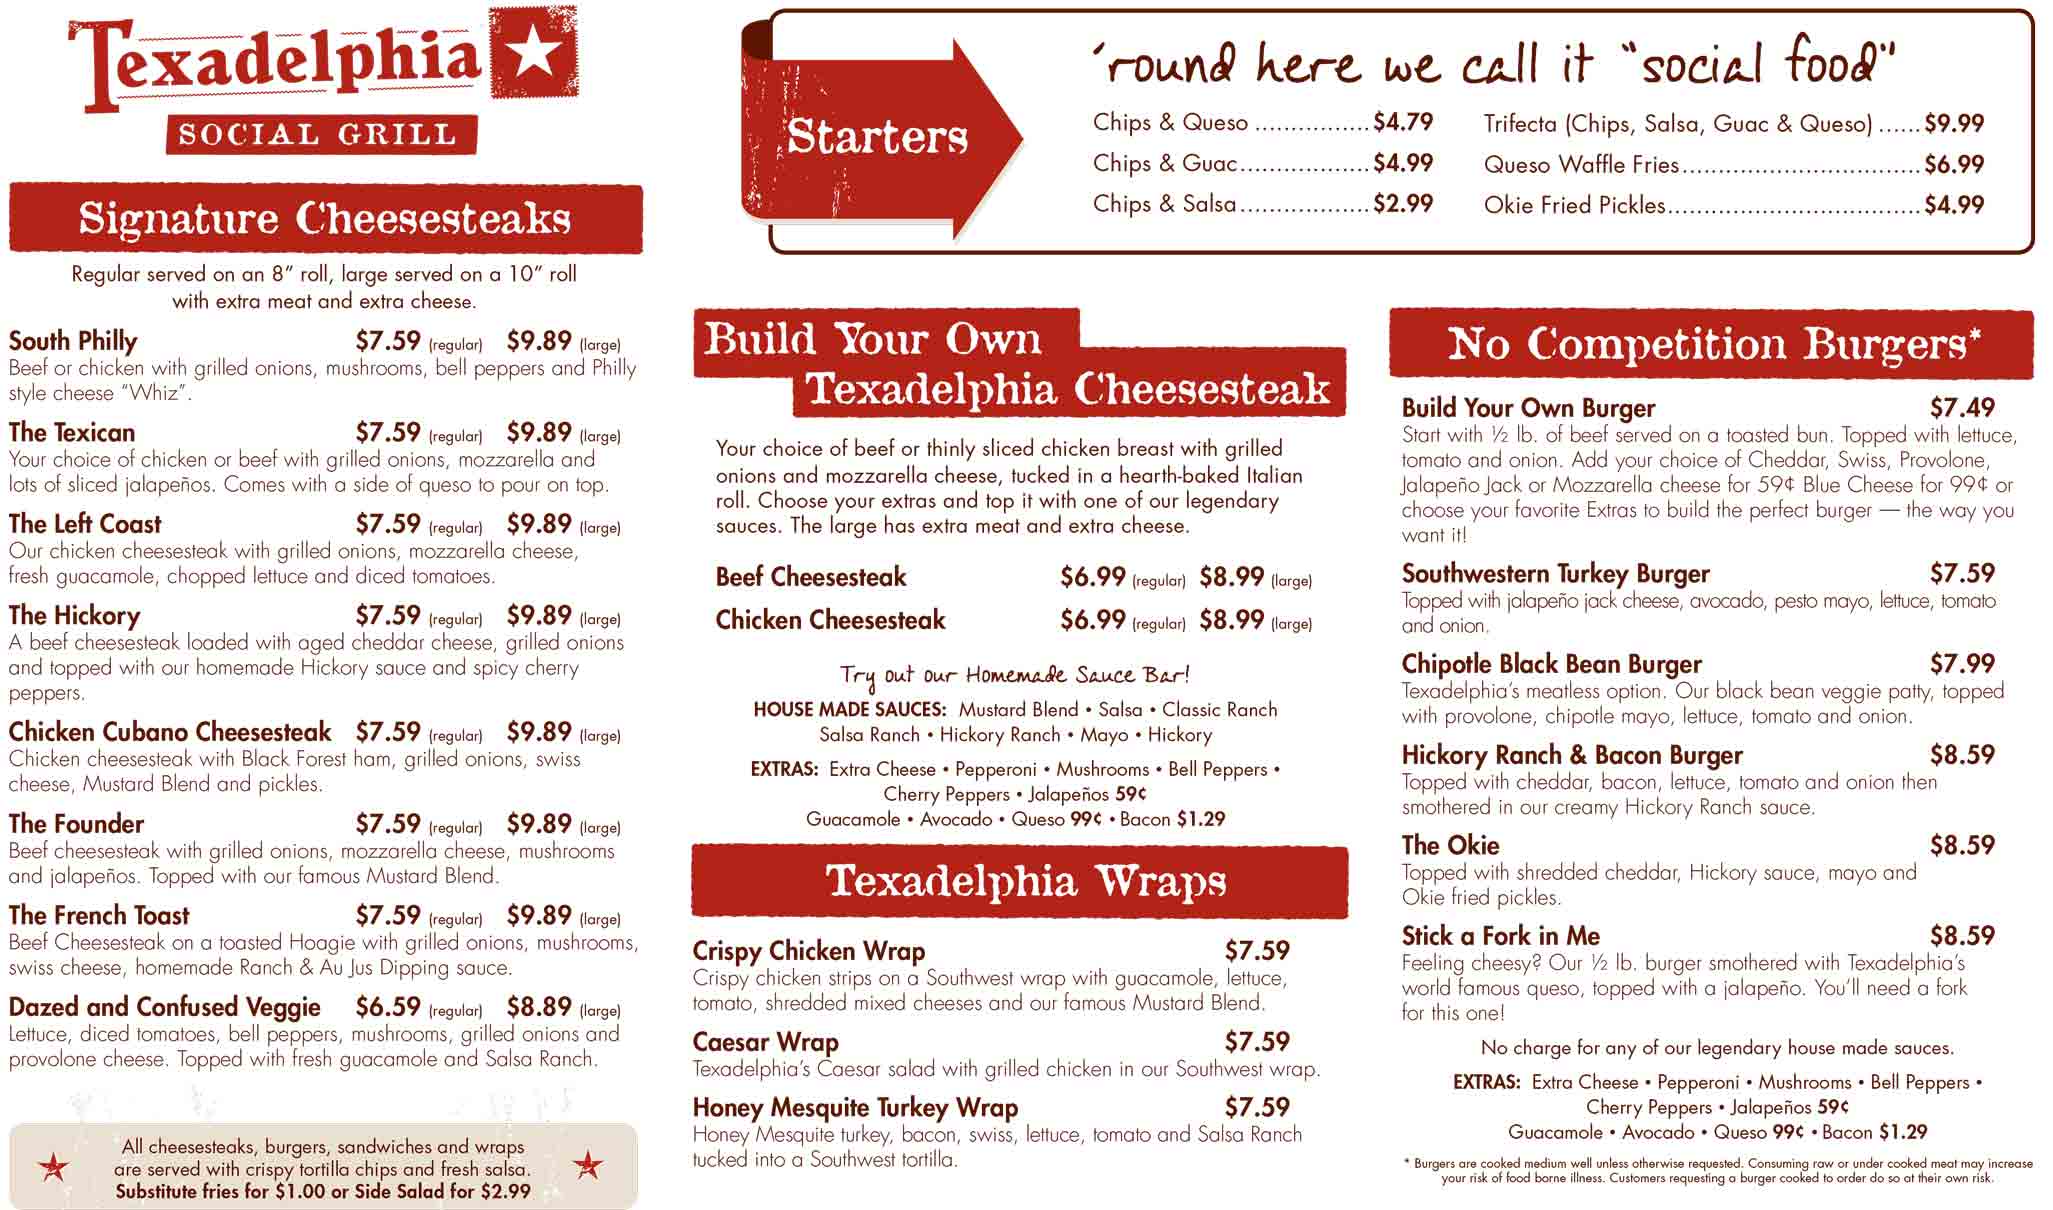 Texadelphia
SOCIAL GRILL
Signature Cheesesteaks
Regular served on an 8” roll, large served on a 10” roll
with extra meat and extra cheese.
South Philly $7.59 (regular) $9.89 (large)
Beef or chicken with grilled onions, mushrooms, bell peppers and Philly
style cheese “Whiz”.
The Texican $7.59 (regular) $9.89 (large)
Your choice of chicken or beef with grilled onions, mozzarella and
lots of sliced jalapeños. Comes with a side of queso to pour on top.
The Left Coast $7.59 (regular) $9.89 (large)
Our chicken cheesesteak with grilled onions, mozzarella cheese,
fresh guacamole, chopped lettuce and diced tomatoes.
The Hickory $7.59 (regular) $9.89 (large)
A beef cheesesteak loaded with aged cheddar cheese, grilled onions
and topped with our homemade Hickory sauce and spicy cherry
peppers.
Chicken Cubano Cheesesteak $7.59 (regular) $9.89 (large)
Chicken cheesesteak with Black Forest ham, grilled onions, swiss
cheese, Mustard Blend and pickles.
The Founder $7.59 (regular) $9.89 (large)
Beef cheesesteak with grilled onions, mozzarella cheese, mushrooms
and jalapeños. Topped with our famous Mustard Blend.
The French Toast $7.59 (regular) $9.89 (large)
Beef Cheesesteak on a toasted Hoagie with grilled onions, mushrooms,
swiss cheese, homemade Ranch & Au Jus Dipping sauce.
Dazed and Confused Veggie $6.59 (regular) $8.89 (large)
Lettuce, diced tomatoes, bell peppers, mushrooms, grilled onions and
provolone cheese. Topped with fresh guacamole and Salsa Ranch.
All cheesesteaks, burgers, sandwiches and wraps
are served with crispy tortilla chips and fresh salsa.
Substitute fries for $1.00 or Side Salad for $2.99
Starters
‘round here we call it “social food”
Chips & Queso ................ $4.79
Chips & Guac.................. $4.99
Chips & Salsa.................. $2.99
Trifecta (Chips, Salsa, Guac & Queso) ...... $9.99
Queso Waffle Fries................................. $6.99
Okie Fried Pickles................................... $4.99
Build Your Own
Texadelphia Cheesesteak
Your choice of beef or thinly sliced chicken breast with grilled
onions and mozzarella cheese, tucked in a hearth-baked Italian
roll. Choose your extras and top it with one of our legendary
sauces. The large has extra meat and extra cheese.
Beef Cheesesteak $6.99 (regular) $8.99 (large)
Chicken Cheesesteak $6.99 (regular) $8.99 (large)
Try out our Homemade Sauce Bar!
HOUSE MADE SAUCES: Mustard Blend • Salsa • Classic Ranch
Salsa Ranch • Hickory Ranch • Mayo • Hickory
EXTRAS: Extra Cheese • Pepperoni • Mushrooms • Bell Peppers •
Cherry Peppers • Jalapeños 59¢
Guacamole • Avocado • Queso 99¢ • Bacon $1.29
Texadelphia Wraps
Crispy Chicken Wrap $7.59
Crispy chicken strips on a Southwest wrap with guacamole, lettuce,
tomato, shredded mixed cheeses and our famous Mustard Blend.
Caesar Wrap $7.59
Texadelphia’s Caesar salad with grilled chicken in our Southwest wrap.
Honey Mesquite Turkey Wrap $7.59
Honey Mesquite turkey, bacon, swiss, lettuce, tomato and Salsa Ranch
tucked into a Southwest tortilla.
No Competition Burgers*
Build Your Own Burger $7.49
Start with ½ lb. of beef served on a toasted bun. Topped with lettuce,
tomato and onion. Add your choice of Cheddar, Swiss, Provolone,
Jalapeño Jack or Mozzarella cheese for 59¢ Blue Cheese for 99¢ or
choose your favorite Extras to build the perfect burger — the way you
want it!
Southwestern Turkey Burger $7.59
Topped with jalapeño jack cheese, avocado, pesto mayo, lettuce, tomato
and onion.
Chipotle Black Bean Burger $7.99
Texadelphia’s meatless option. Our black bean veggie patty, topped
with provolone, chipotle mayo, lettuce, tomato and onion.
Hickory Ranch & Bacon Burger $8.59
Topped with cheddar, bacon, lettuce, tomato and onion then
smothered in our creamy Hickory Ranch sauce.
The Okie $8.59
Topped with shredded cheddar, Hickory sauce, mayo and
Okie fried pickles.
Stick a Fork in Me $8.59
Feeling cheesy? Our ½ lb. burger smothered with Texadelphia’s
world famous queso, topped with a jalapeño. You’ll need a fork
for this one!
No charge for any of our legendary house made sauces.
EXTRAS: Extra Cheese • Pepperoni • Mushrooms • Bell Peppers •
Cherry Peppers • Jalapeños 59¢
Guacamole • Avocado • Queso 99¢ • Bacon $1.29
* Burgers are cooked medium well unless otherwise requested. Consuming raw or under cooked meat may increase
your risk of food borne illness. Customers requesting a burger cooked to order do so at their own risk.